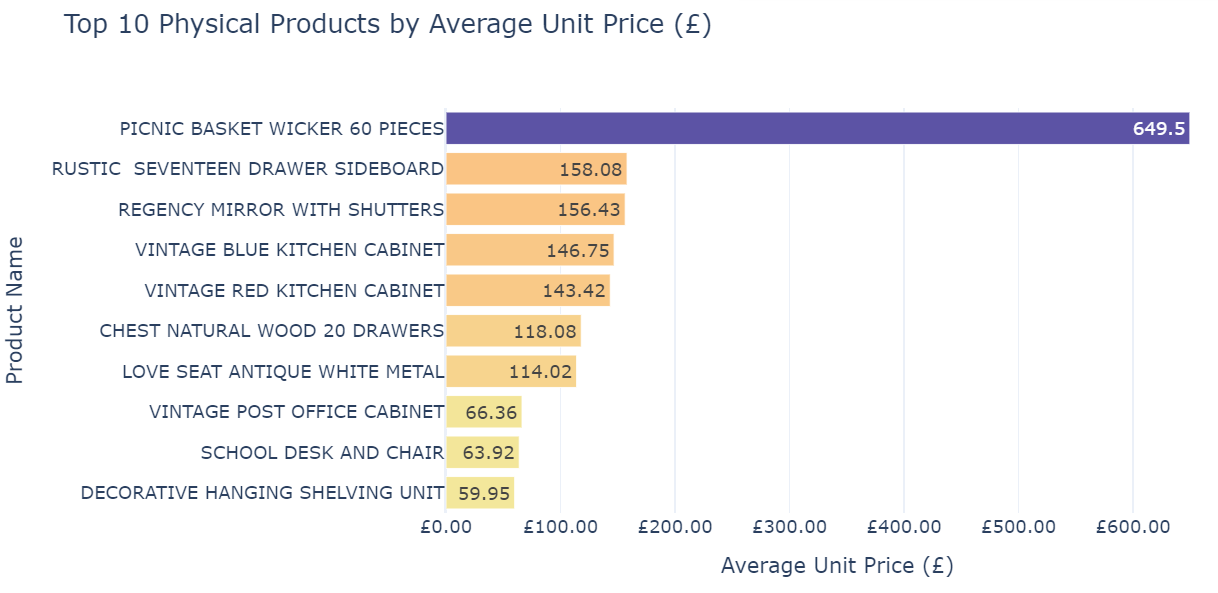 Top 10 Physical Products by Average Unit Price (£)
Product Name
PICNIC BASKET WICKER 60 PIECES 649.5
RUSTIC  SEVENTEEN DRAWER SIDEBOARD 158.08
REGENCY MIRROR WITH SHUTTERS 156.43
VINTAGE BLUE KITCHEN CABINET 146.75
VINTAGE RED KITCHEN CABINET 143.42
CHEST NATURAL WOOD 20 DRAWERS 118.08
LOVE SEAT ANTIQUE WHITE METAL 114.02
VINTAGE POST OFFICE CABINET 66.36
SCHOOL DESK AND CHAIR 63.92
DECORATIVE HANGING SHELVING UNIT 59.95
£0.00 £100.00 £200.00 £300.00 £400.00 £500.00 £600.00
Average Unit Price (£)